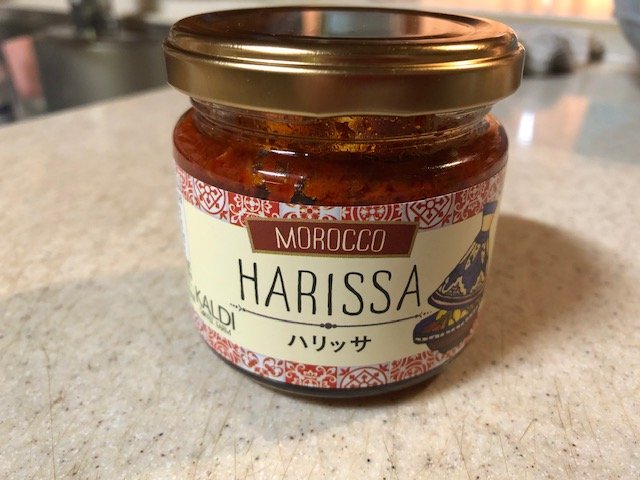 MOROCCO
HARISSA
KALDI
ハリッサ